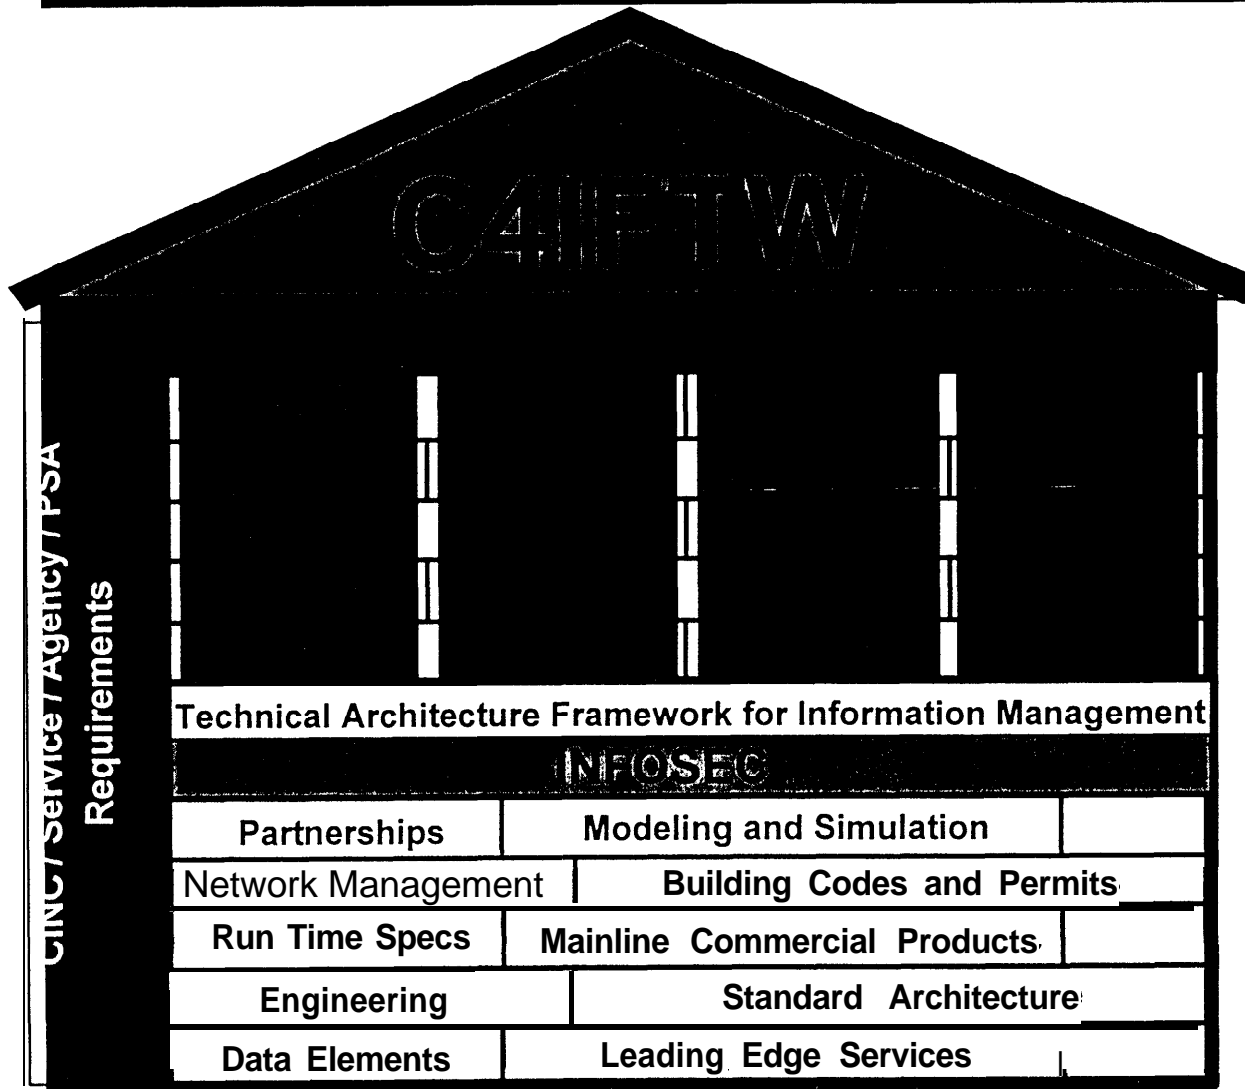 C4IFTW
CINC / Service / Agency / PSA
Requirements
Technical Architecture Framework for Information Management
INFOSEC
Partnerships
Modeling and Simulation
Network Management
Building Codes and Permits
Run Time Specs
Mainline Commercial Products
Engineering
Standard Architecture
Data Elements
Leading Edge Services